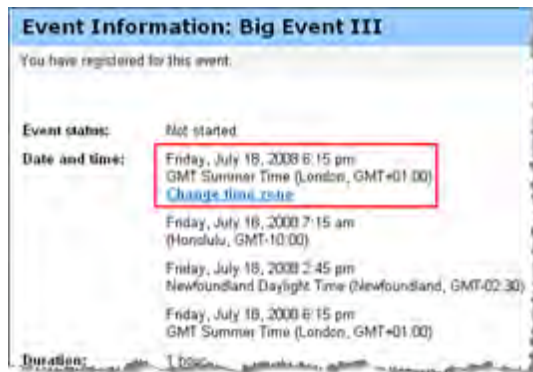 Event Information: Big Event III
You have registered for this event.
Event status: Not started
Date and time: Friday, July 18, 2008 6:15 pm
GMT Summer Time (London, GMT+01:00)
Change time zone
Friday, July 18, 2008 7:15 am
(Honolulu, GMT-10:00)
Friday, July 18, 2008 2:45 pm
Newfoundland Daylight Time (Newfoundland, GMT-02:30)
Friday, July 18, 2008 6:15 pm
GMT Summer Time (London, GMT+01:00)
Duration: 1 hour